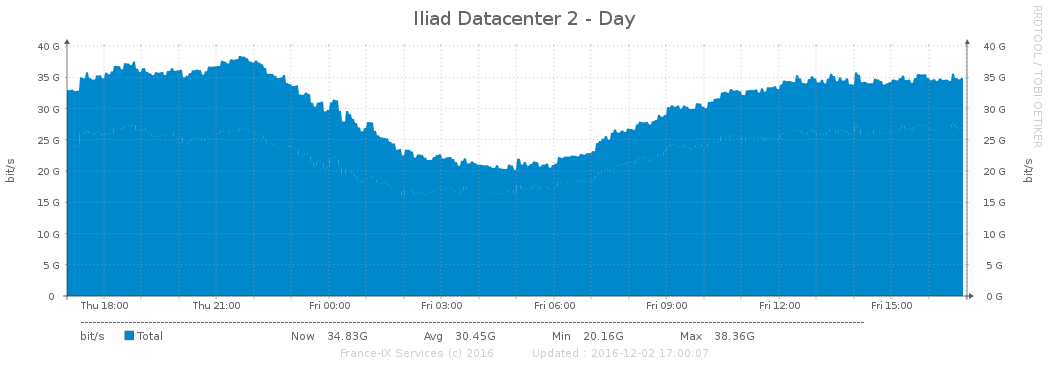 Iliad Datacenter 2 - Day
RRDTOOL / TOBI OETIKER
40 G 40 G
35 G 35 G
30 G 30 G
25 G 25 G
20 G 20 G
15 G 15 G
10 G 10 G
5 G 5 G
0 0 G
bit/s bit/s
Thu 18:00 Thu 21:00 Fri 00:00 Fri 03:00 Fri 06:00 Fri 09:00 Fri 12:00 Fri 15:00
bit/s Total Now 34.83G Avg 30.45G Min 20.16G Max 38.36G
France-IX Services (c) 2016 Updated : 2016-12-02 17:00:07